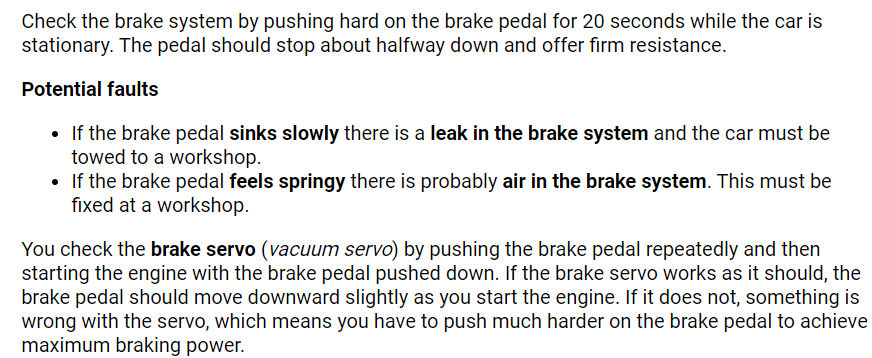 Check the brake system by pushing hard on the brake pedal for 20 seconds while the car is
stationary. The pedal should stop about halfway down and offer firm resistance.
Potential faults
• If the brake pedal sinks slowly there is a leak in the brake system and the car must be
towed to a workshop.
• If the brake pedal feels springy there is probably air in the brake system. This must be
fixed at a workshop.
You check the brake servo (vacuum servo) by pushing the brake pedal repeatedly and then
starting the engine with the brake pedal pushed down. If the brake servo works as it should, the
brake pedal should move downward slightly as you start the engine. If it does not, something is
wrong with the servo, which means you have to push much harder on the brake pedal to achieve
maximum braking power.